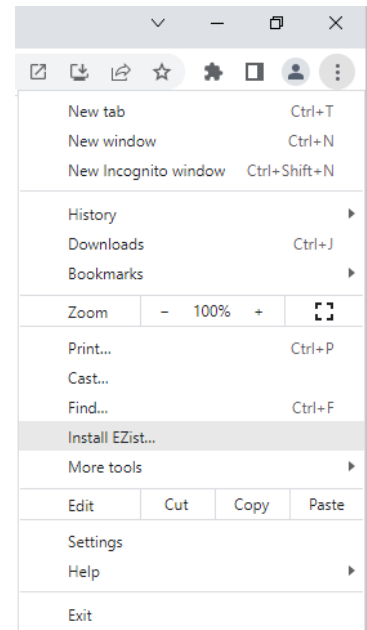 New tab Ctrl+T
New window Ctrl+N
New Incognito window Ctrl+Shift+N
History
Downloads Ctrl+J
Bookmarks
Zoom - 100% +
Print... Ctrl+P
Cast...
Find... Ctrl+F
Install EZist...
More tools
Edit Cut Copy Paste
Settings
Help
Exit